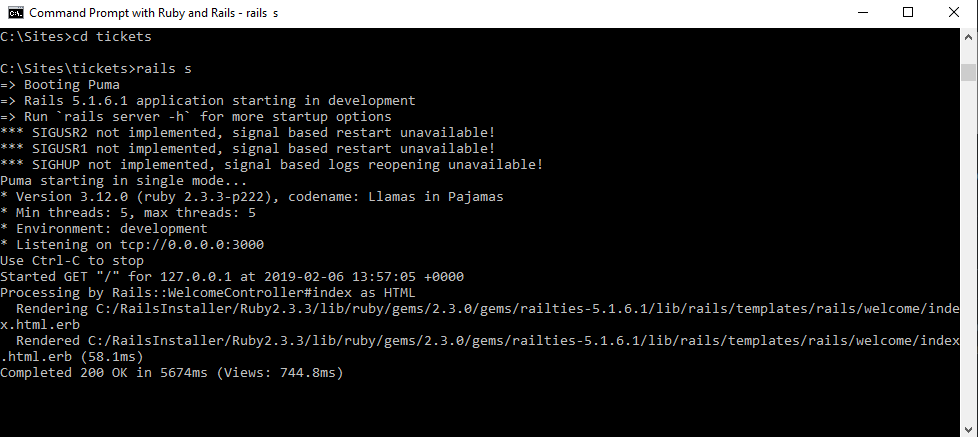 Command Prompt with Ruby and Rails - rails s
C:\Sites>cd tickets
C:\Sites\tickets>rails s
=> Booting Puma
=> Rails 5.1.6.1 application starting in development
=> Run `rails server -h` for more startup options
*** SIGUSR2 not implemented, signal based restart unavailable!
*** SIGUSR1 not implemented, signal based restart unavailable!
*** SIGHUP not implemented, signal based logs reopening unavailable!
Puma starting in single mode...
* Version 3.12.0 (ruby 2.3.3-p222), codename: Llamas in Pajamas
* Min threads: 5, max threads: 5
* Environment: development
* Listening on tcp://0.0.0.0:3000
Use Ctrl-C to stop
Started GET "/" for 127.0.0.1 at 2019-02-06 13:57:05 +0000
Processing by Rails::WelcomeController#index as HTML
  Rendering C:/RailsInstaller/Ruby2.3.3/lib/ruby/gems/2.3.0/gems/railties-5.1.6.1/lib/rails/templates/rails/welcome/inde
x.html.erb
  Rendered C:/RailsInstaller/Ruby2.3.3/lib/ruby/gems/2.3.0/gems/railties-5.1.6.1/lib/rails/templates/rails/welcome/index
.html.erb (58.1ms)
Completed 200 OK in 5674ms (Views: 744.8ms)